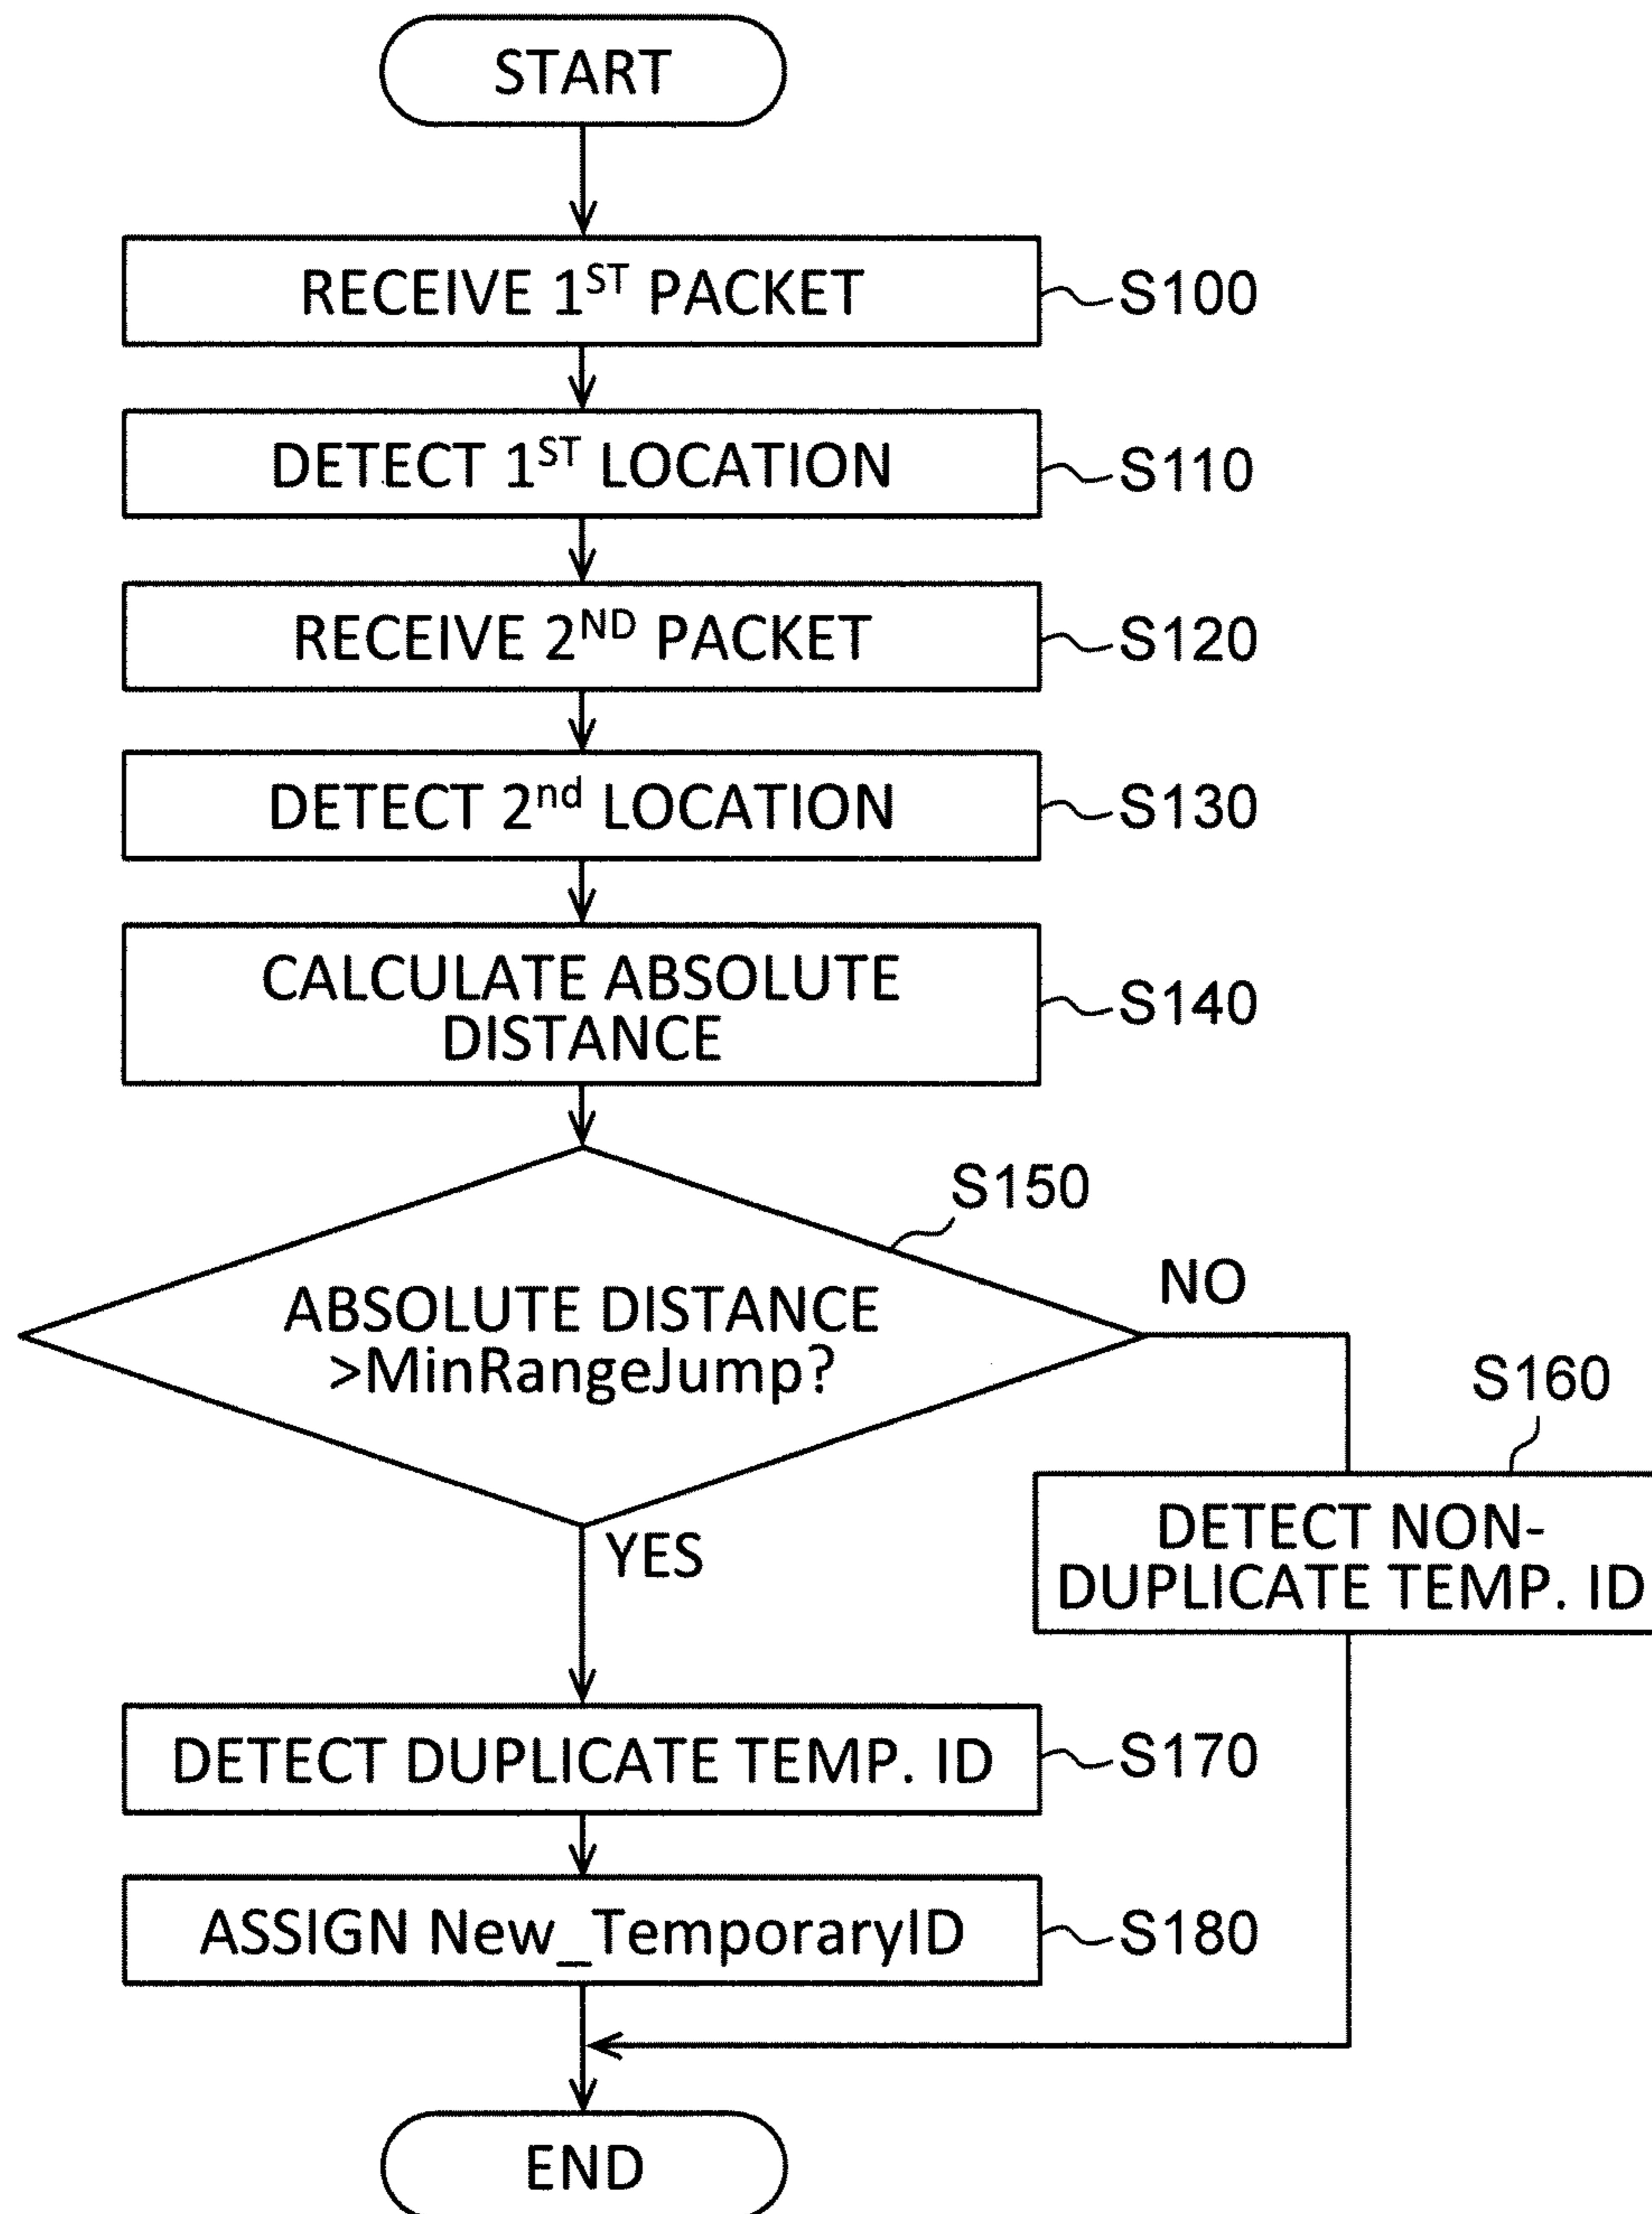 START
RECEIVE 1ST PACKET
S100
DETECT 1ST LOCATION
S110
RECEIVE 2ND PACKET
S120
DETECT 2nd LOCATION
S130
CALCULATE ABSOLUTE
DISTANCE
S140
S150
ABSOLUTE DISTANCE
>MinRangeJump?
NO
YES
S160
DETECT NON-
DUPLICATE TEMP. ID
DETECT DUPLICATE TEMP. ID
S170
ASSIGN New_TemporaryID
S180
END